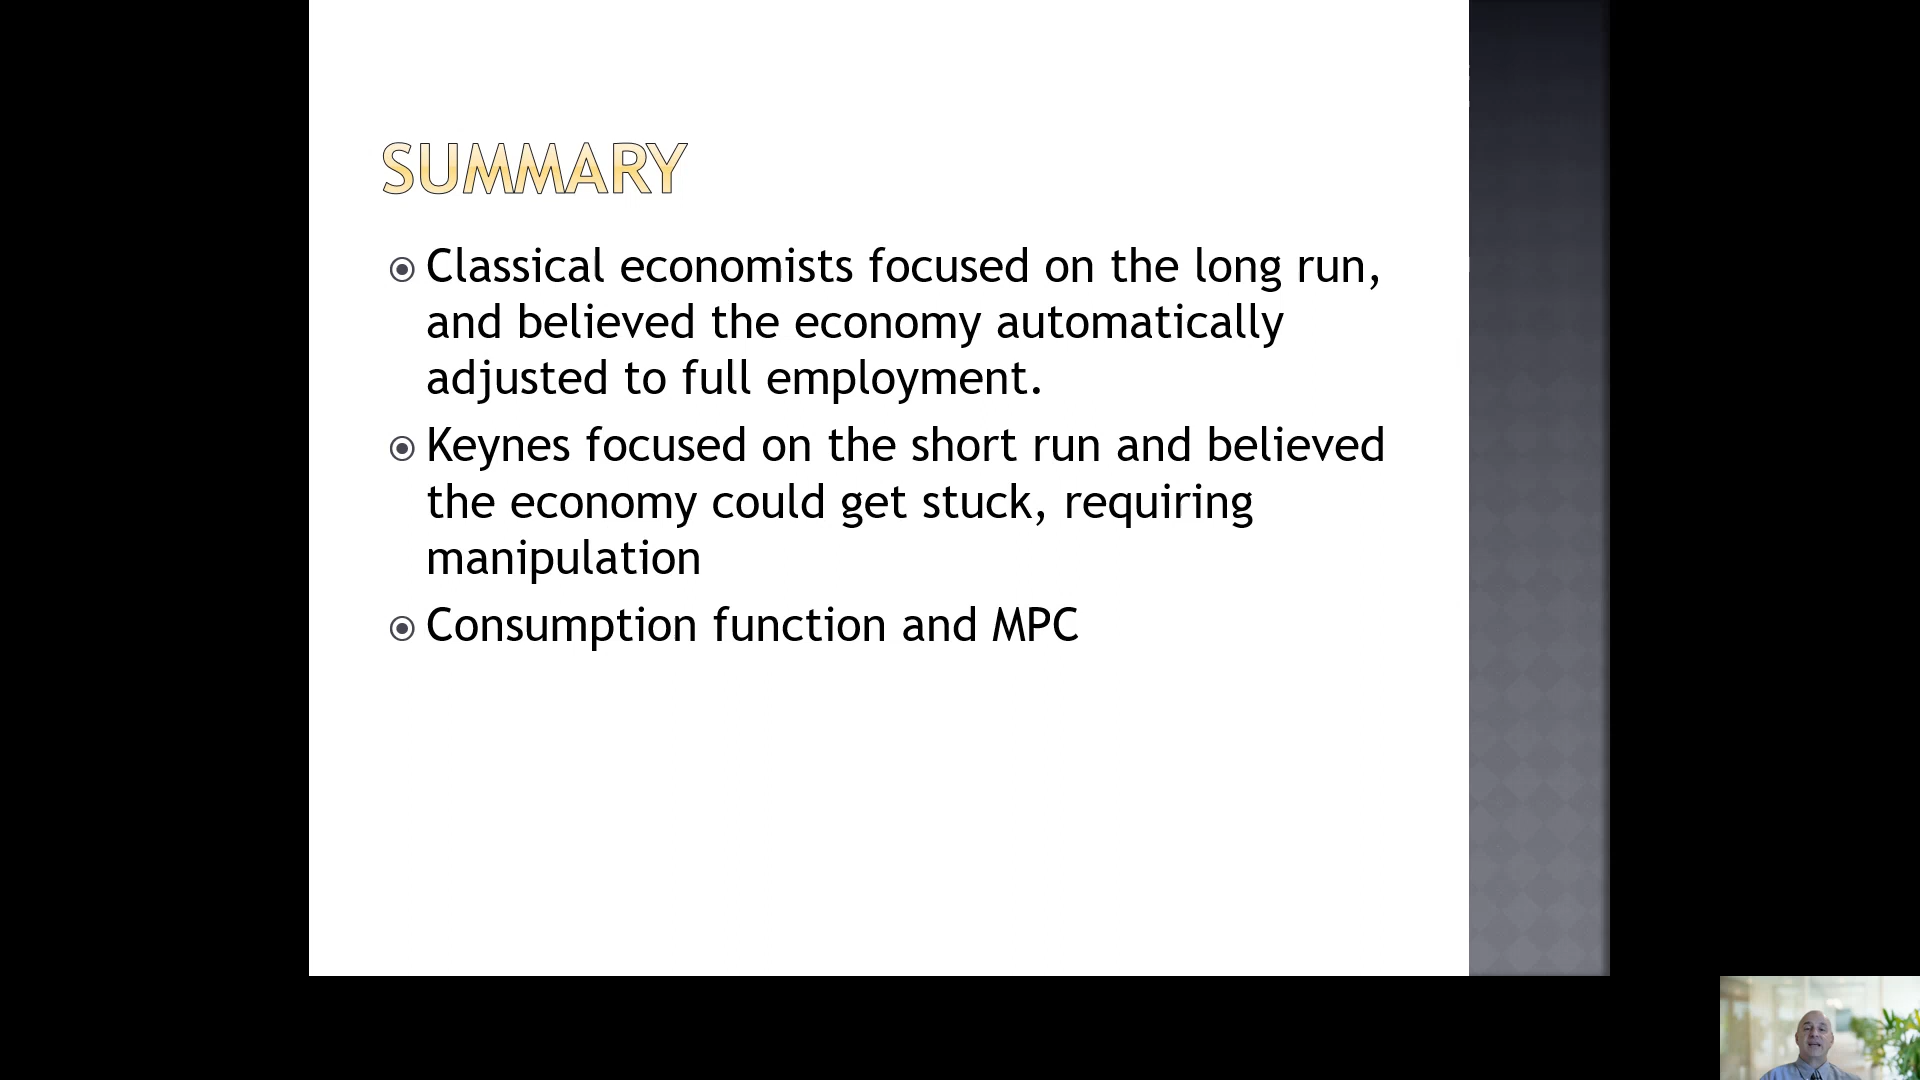 SUMMARY
Classical economists focused on the long run,
and believed the economy automatically
adjusted to full employment.
Keynes focused on the short run and believed
the economy could get stuck, requiring
manipulation
Consumption function and MPC